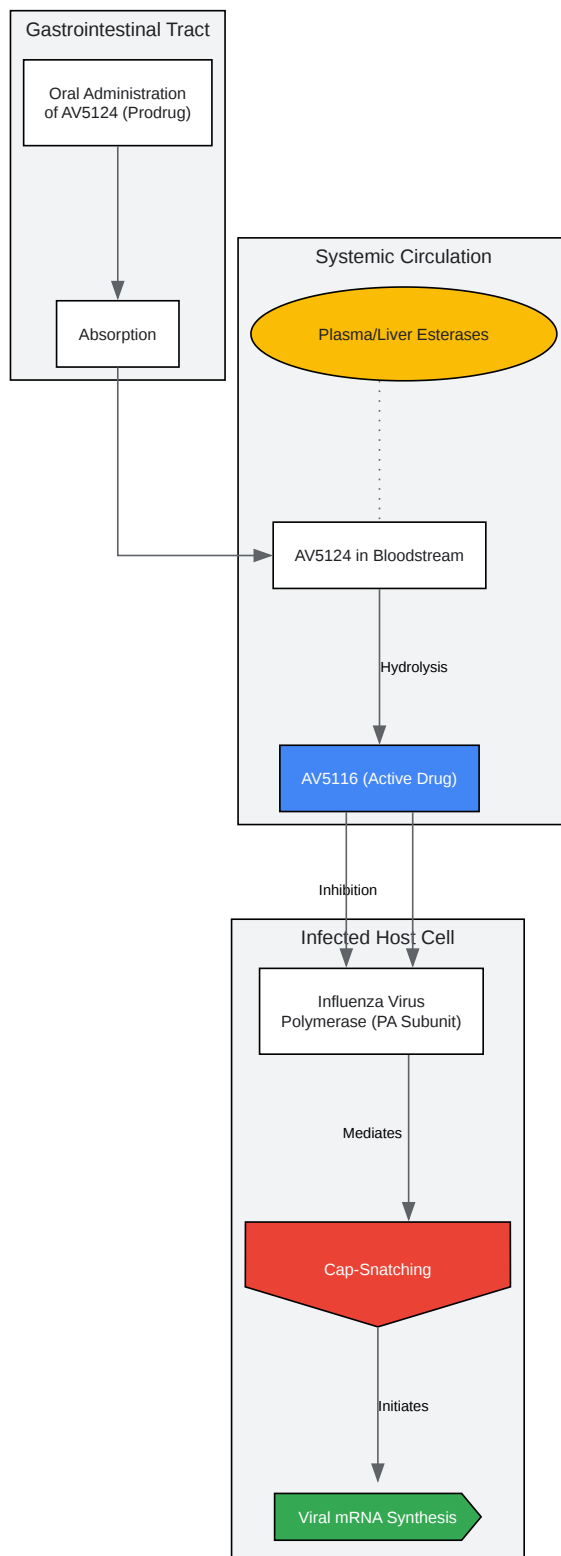 Gastrointestinal Tract
Oral Administration
of AV5124 (Prodrug)
Absorption
Systemic Circulation
Plasma/Liver Esterases
AV5124 in Bloodstream
Hydrolysis
AV5116 (Active Drug)
Inhibition
Infected Host Cell
Influenza Virus
Polymerase (PA Subunit)
Mediates
Cap-Snatching
Initiates
Viral mRNA Synthesis